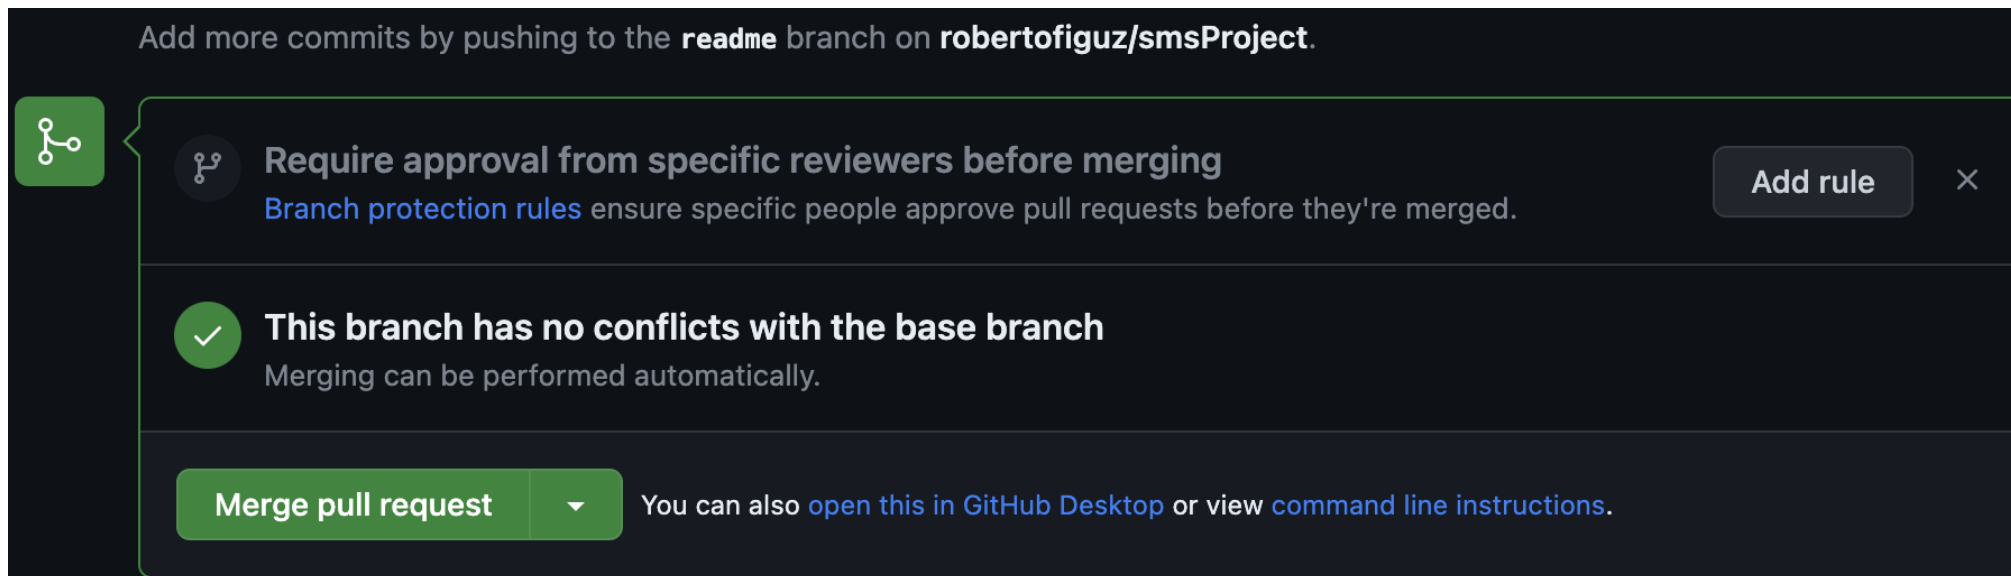 Add more commits by pushing to the readme branch on robertofiguz/smsProject.
Require approval from specific reviewers before merging
Branch protection rules ensure specific people approve pull requests before they're merged.
Add rule
This branch has no conflicts with the base branch
Merging can be performed automatically.
Merge pull request
You can also open this in GitHub Desktop or view command line instructions.